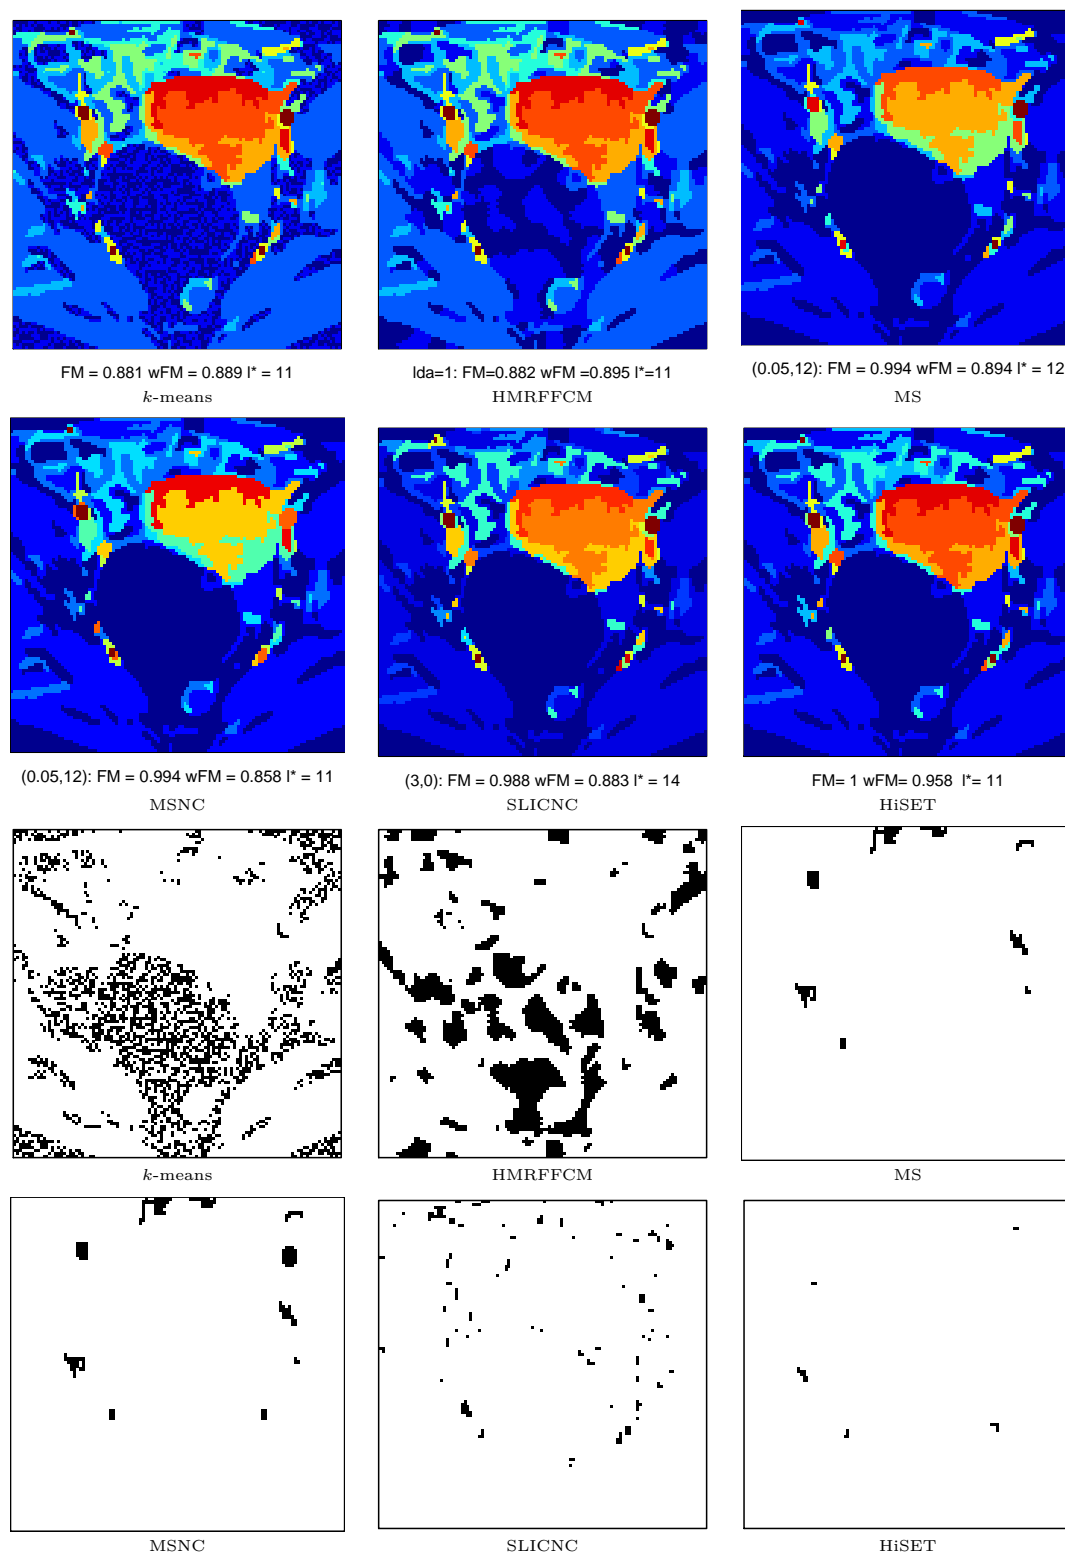 FM = 0.881 wFM = 0.889 l* = 11
k-means
lda=1: FM=0.882 wFM =0.895 l*=11
HMRFFCM
(0.05,12): FM = 0.994 wFM = 0.894 l* = 12
MS
(0.05,12): FM = 0.994 wFM = 0.858 l* = 11
MSNC
(3,0): FM = 0.988 wFM = 0.883 l* = 14
SLICNC
FM= 1 wFM= 0.958 l*= 11
HiSET
k-means
HMRFFCM
MS
MSNC
SLICNC
HiSET